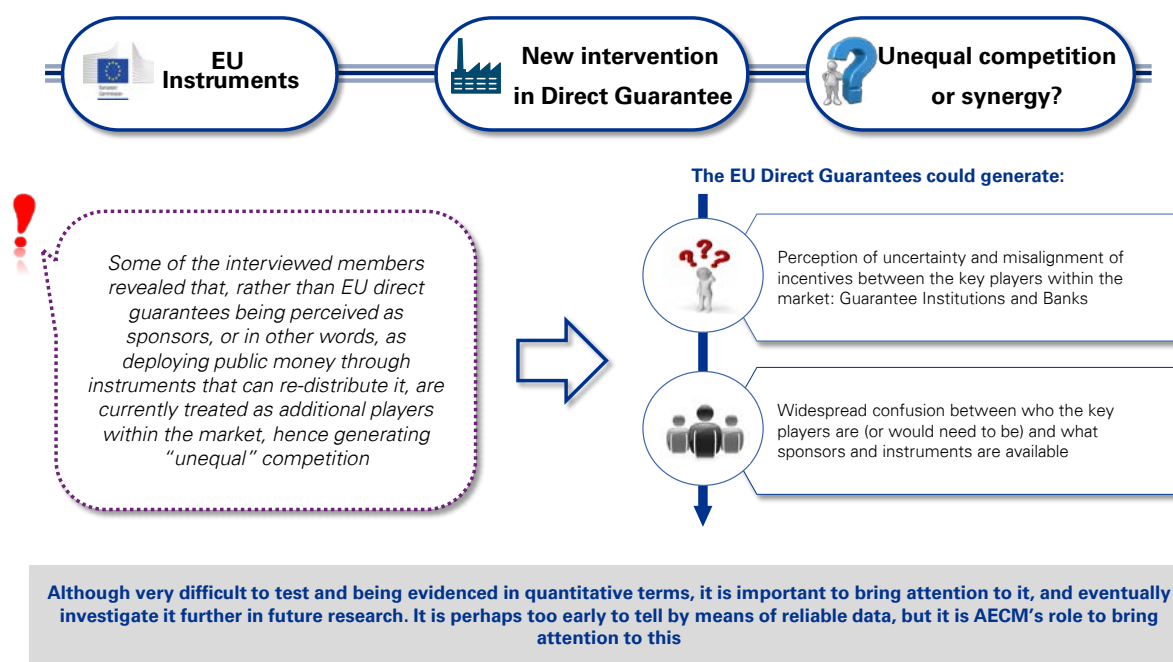 EU
Instruments
New intervention
in Direct Guarantee
Unequal competition
or synergy?
The EU Direct Guarantees could generate:
Some of the interviewed members
revealed that, rather than EU direct
guarantees being perceived as
sponsors, or in other words, as
deploying public money through
instruments that can re-distribute it, are
currently treated as additional players
within the market, hence generating
“unequal” competition
Perception of uncertainty and misalignment of
incentives between the key players within the
market: Guarantee Institutions and Banks
Widespread confusion between who the key
players are (or would need to be) and what
sponsors and instruments are available
Although very difficult to test and being evidenced in quantitative terms, it is important to bring attention to it, and eventually
investigate it further in future research. It is perhaps too early to tell by means of reliable data, but it is AECM’s role to bring
attention to this